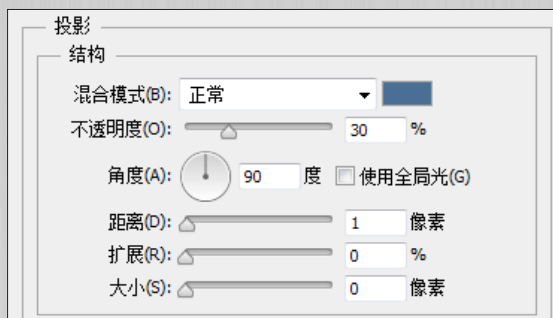 投影
结构
混合模式(B): 正常
不透明度(O): 30 %
角度(A): 90 度 使用全局光(G)
距离(D): 1 像素
扩展(R): 0 %
大小(S): 0 像素